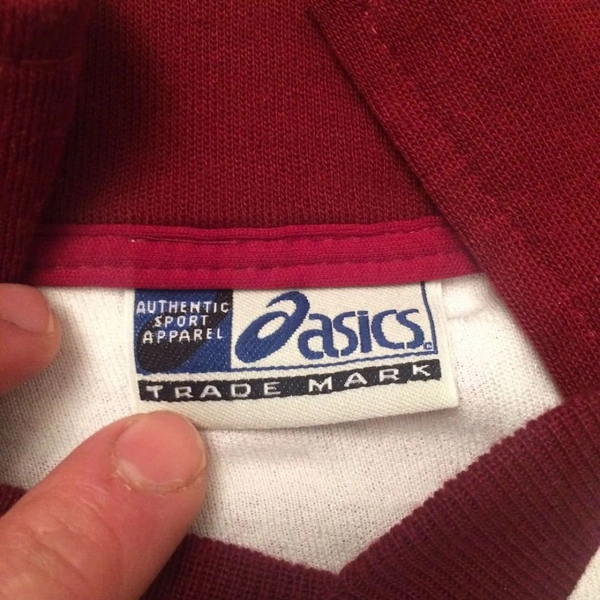 AUTHENTIC
SPORT
APPAREL
asics
TRADE MARK